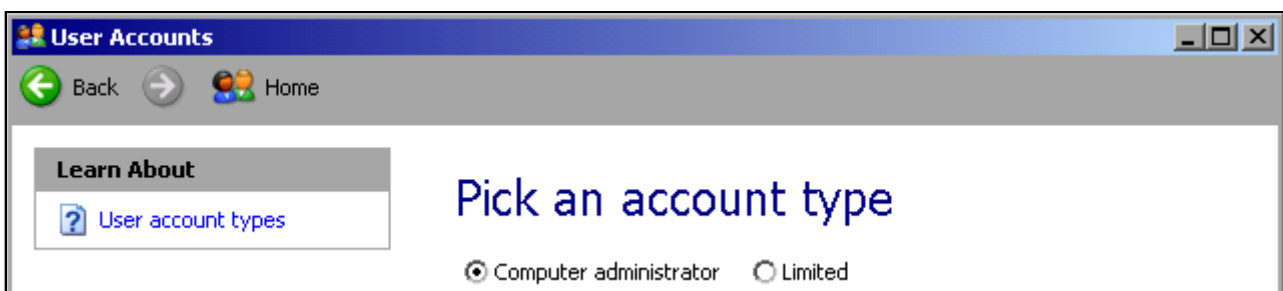 User Accounts
Back Home
Learn About
User account types
Pick an account type
Computer administrator Limited